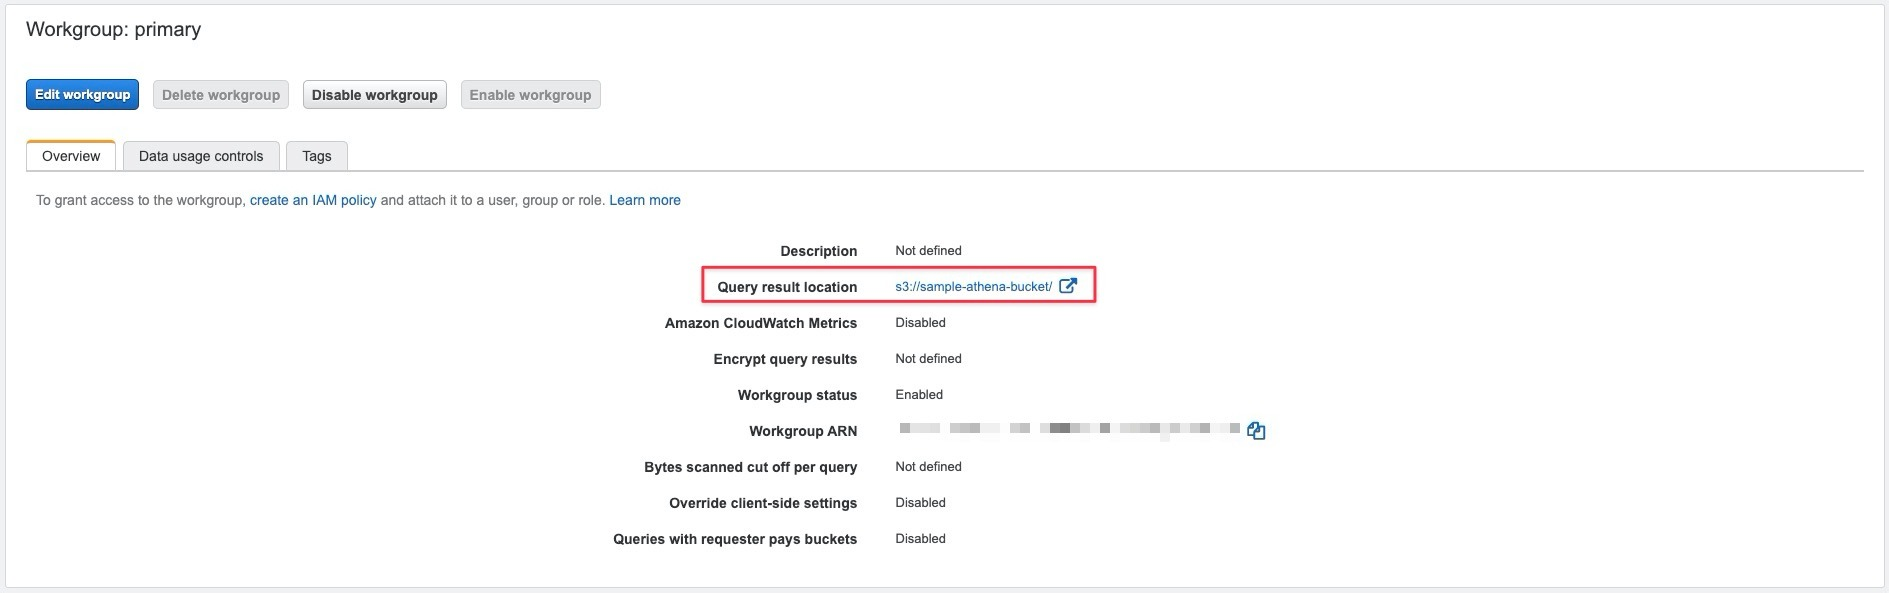 Workgroup: primary
Edit workgroup Delete workgroup Disable workgroup Enable workgroup
Overview Data usage controls Tags
To grant access to the workgroup, create an IAM policy and attach it to a user, group or role. Learn more
Description Not defined
Query result location s3://sample-athena-bucket/
Amazon CloudWatch Metrics Disabled
Encrypt query results Not defined
Workgroup status Enabled
Workgroup ARN
Bytes scanned cut off per query Not defined
Override client-side settings Disabled
Queries with requester pays buckets Disabled